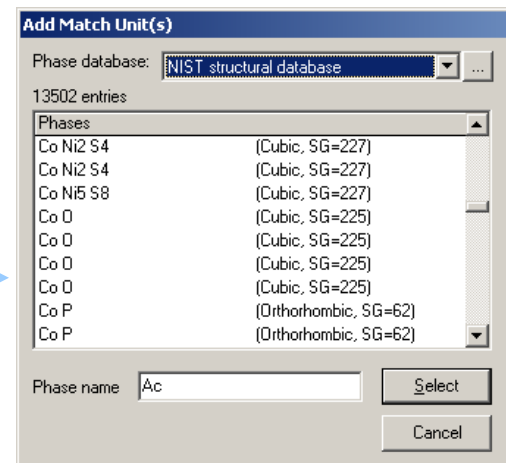 Add Match Unit(s)
Phase database: NIST structural database ...
13502 entries
Phases
Co Ni2 S4 (Cubic, SG=227)
Co Ni2 S4 (Cubic, SG=227)
Co Ni5 S8 (Cubic, SG=227)
Co O (Cubic, SG=225)
Co O (Cubic, SG=225)
Co O (Cubic, SG=225)
Co O (Cubic, SG=225)
Co P (Orthorhombic, SG=62)
Co P (Orthorhombic, SG=62)
Phase name Ac Select
Cancel